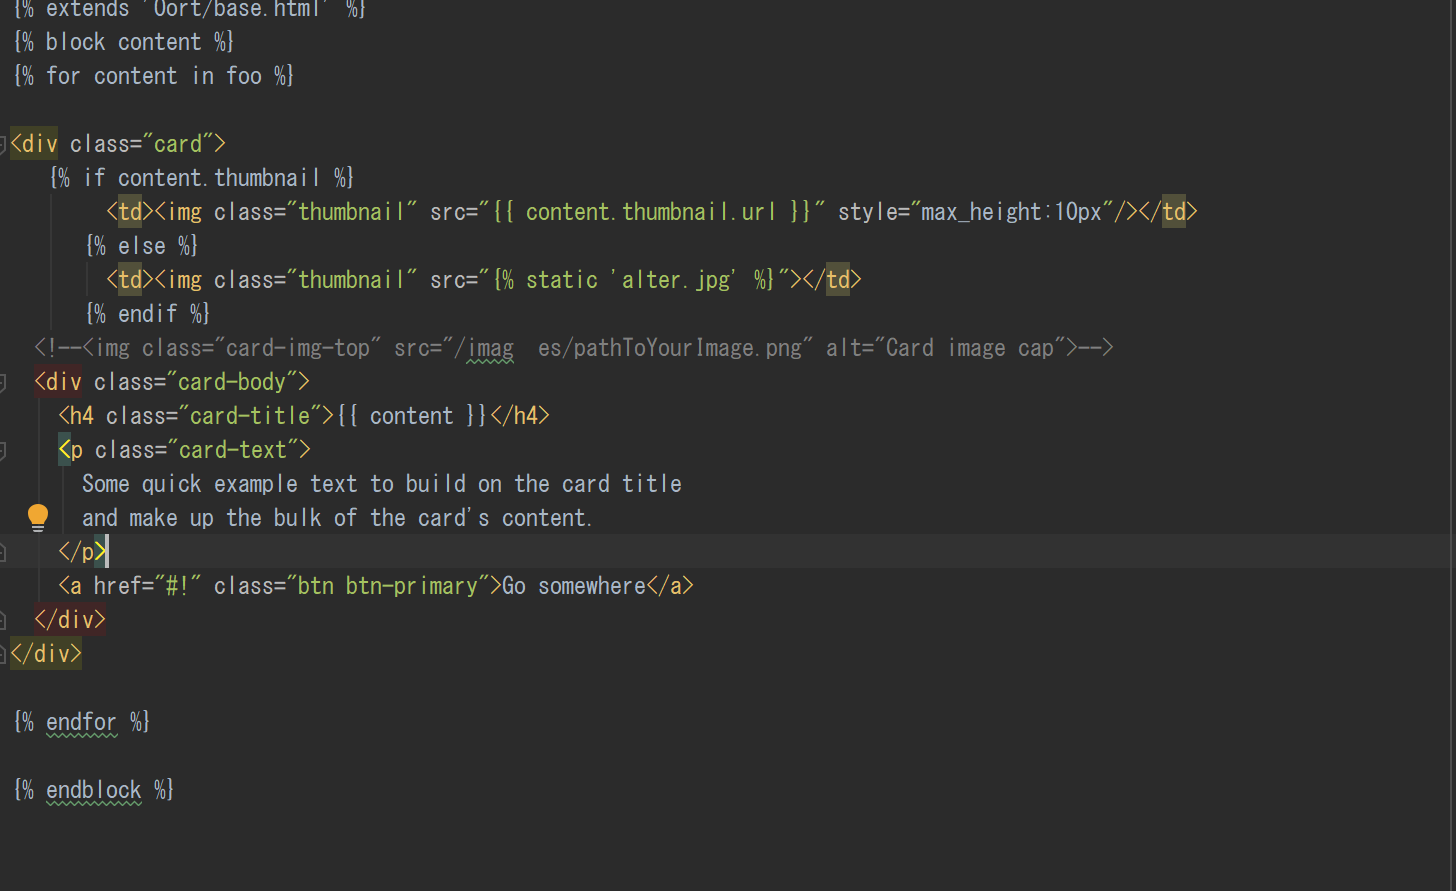 {% extends 'Oort/base.html' %}
{% block content %}
{% for content in foo %}
<div class="card">
{% if content.thumbnail %}
<td><img class="thumbnail" src="{{ content.thumbnail.url }}" style="max_height:10px"/></td>
{% else %}
<td><img class="thumbnail" src="{% static 'alter.jpg' %}"></td>
{% endif %}
<!--<img class="card-img-top" src="/imag  es/pathToYourImage.png" alt="Card image cap">-->
<div class="card-body">
<h4 class="card-title">{{ content }}</h4>
<p class="card-text">
Some quick example text to build on the card title
and make up the bulk of the card's content.
</p>
<a href="#!" class="btn btn-primary">Go somewhere</a>
</div>
</div>
{% endfor %}
{% endblock %}